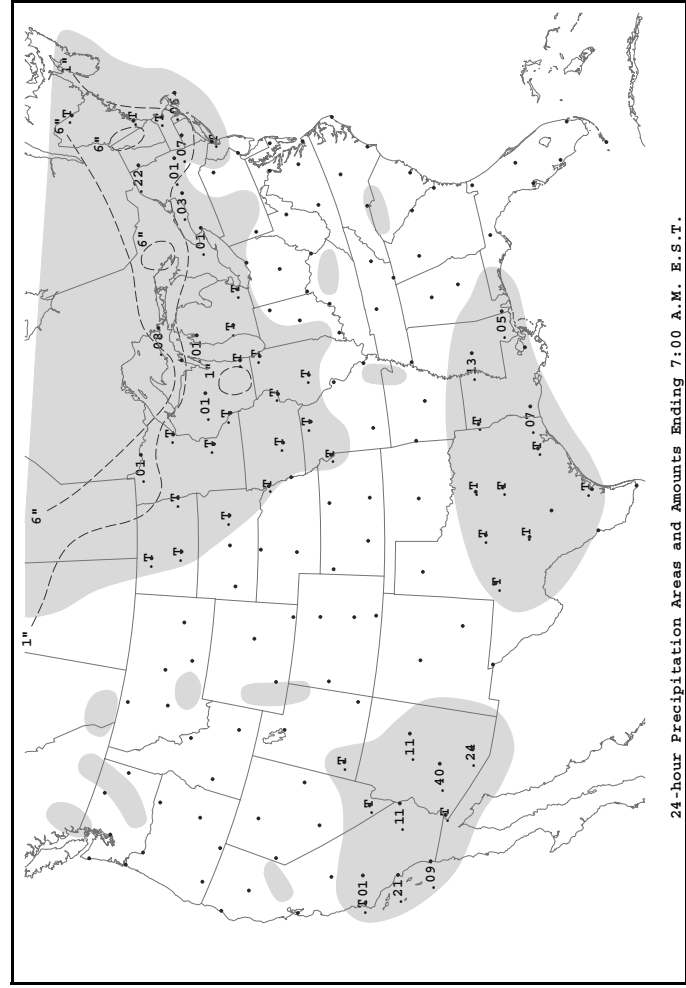 1"
6"
6" T 1"
6"
T
01 6" 22
T
08 T
T
T 01 06
T 03 07
01
01
01
T 1" T
T T
T
T
T T
T
T
T
T
T
T
T
T 01
T
21 11
11
09
40
T
24 13
T T
T
T
T 05
T
07
T
T
24-hour Precipitation Areas and Amounts Ending 7:00 A.M. E.S.T.